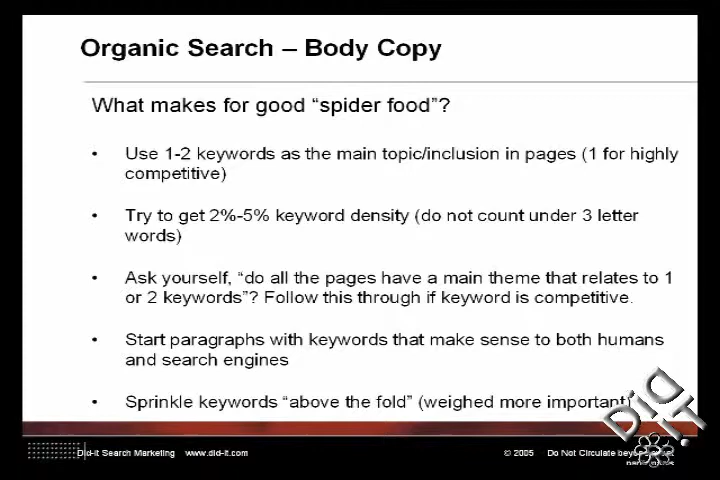 Organic Search – Body Copy
What makes for good “spider food”?
• Use 1-2 keywords as the main topic/inclusion in pages (1 for highly
competitive)
• Try to get 2%-5% keyword density (do not count under 3 letter
words)
• Ask yourself, “do all the pages have a main theme that relates to 1
or 2 keywords”? Follow this through if keyword is competitive.
• Start paragraphs with keywords that make sense to both humans
and search engines
• Sprinkle keywords “above the fold” (weighed more important)
Did-it Search Marketing www.did-it.com
© 2005 Do Not Circulate
Did
It